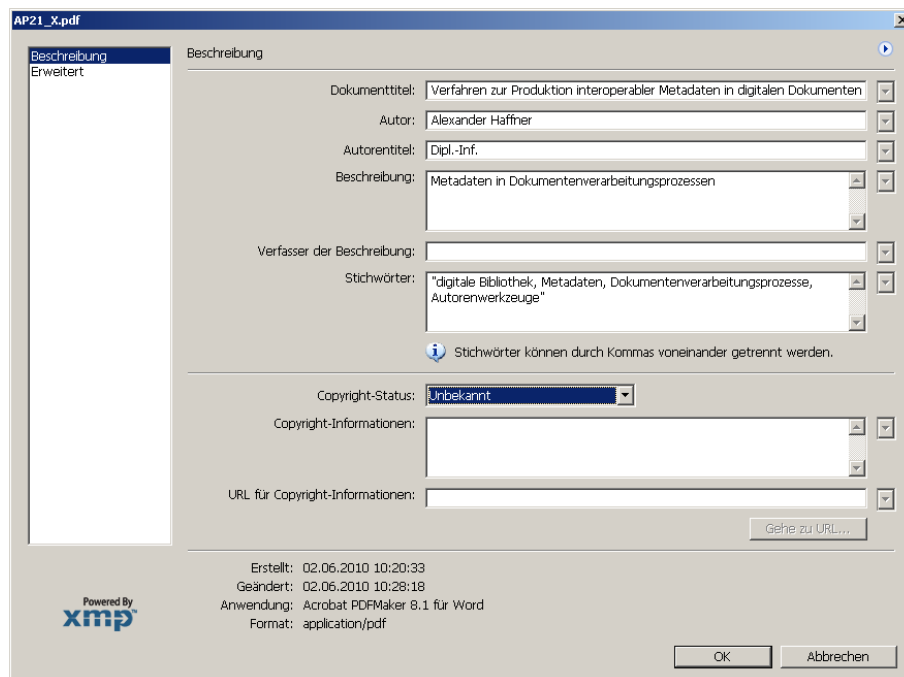 AP21_X.pdf
Beschreibung
Erweitert
Beschreibung
Dokumenttitel: Verfahren zur Produktion interoperabler Metadaten in digitalen Dokumenten
Autor: Alexander Haffner
Autorentitel: Dipl.-Inf.
Beschreibung: Metadaten in Dokumentenverarbeitungsprozessen
Verfasser der Beschreibung:
Stichwörter: "digitale Bibliothek, Metadaten, Dokumentenverarbeitungsprozesse,
Autorenwerkzeuge"
Stichwörter können durch Kommas voneinander getrennt werden.
Copyright-Status: Unbekannt
Copyright-Informationen:
URL für Copyright-Informationen:
Gehe zu URL...
Erstellt: 02.06.2010 10:20:33
Geändert: 02.06.2010 10:28:18
Anwendung: Acrobat PDFMaker 8.1 für Word
Format: application/pdf
Powered By
xmp™
OK Abbrechen